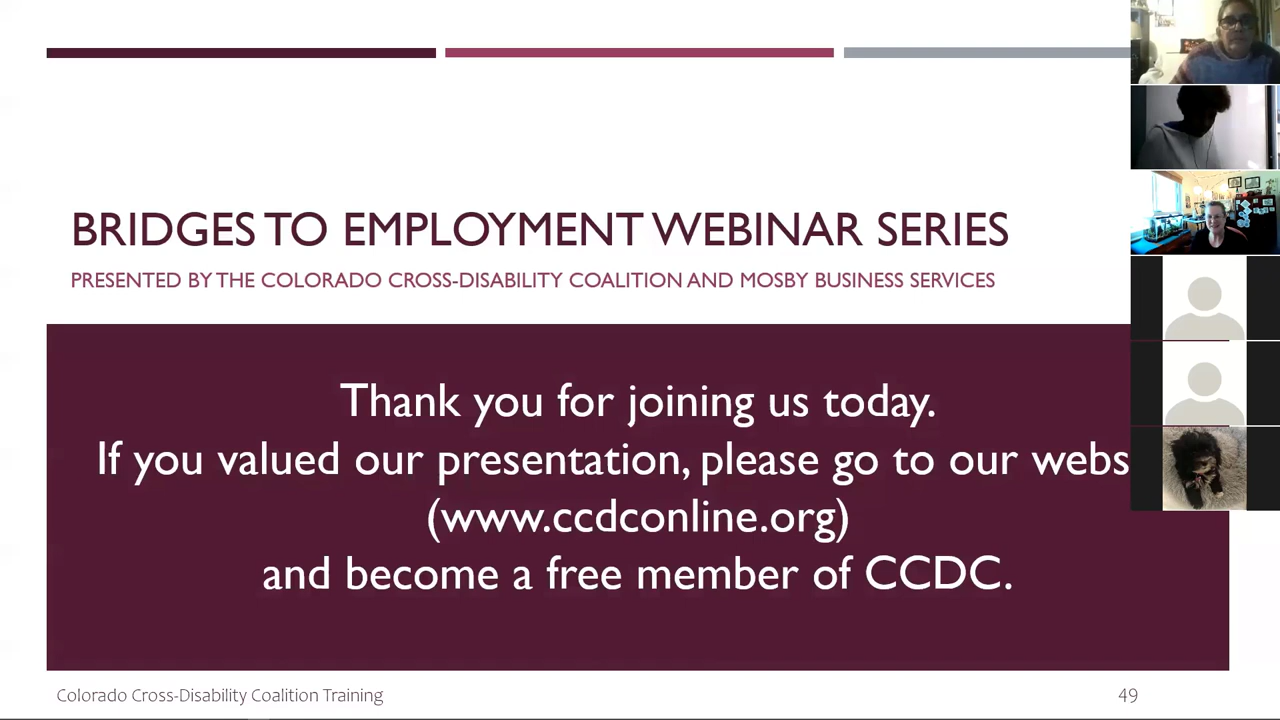 BRIDGES TO EMPLOYMENT WEBINAR SERIES
PRESENTED BY THE COLORADO CROSS-DISABILITY COALITION AND MOSBY BUSINESS SERVICES
Thank you for joining us today.
If you valued our presentation, please go to our webs
(www.ccdconline.org)
and become a free member of CCDC.
Colorado Cross-Disability Coalition Training
49